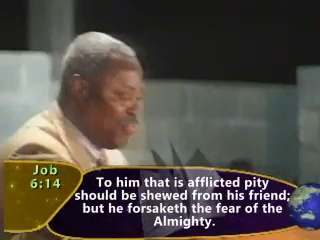 Job
6:14
To him that is afflicted pity
should be shewed from his friend;
but he forsaketh the fear of the
Almighty.